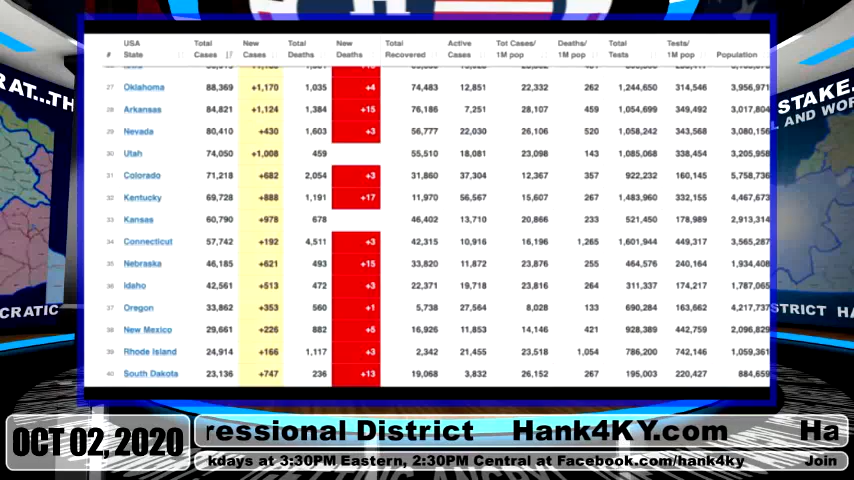 USA Total New Total New Total Active Tot Cases/ Deaths/ Total Tests/
# State Cases Cases Deaths Deaths Recovered Cases 1M pop 1M pop Tests 1M pop Population
27 Oklahoma 88,369 +1,170 1,035 +4 74,483 12,851 22,332 262 1,244,650 314,546 3,956,971
28 Arkansas 84,821 +1,124 1,384 +15 76,186 7,251 28,107 459 1,054,699 349,492 3,017,804
29 Nevada 80,410 +430 1,603 +3 56,777 22,030 26,106 520 1,058,242 343,568 3,080,156
30 Utah 74,050 +1,008 459 55,510 18,081 23,098 143 1,085,068 338,454 3,205,958
31 Colorado 71,218 +682 2,054 +3 31,860 37,304 12,367 357 922,232 160,145 5,758,736
32 Kentucky 69,728 +888 1,191 +17 11,970 56,567 15,607 267 1,483,960 332,155 4,467,673
33 Kansas 60,790 +978 678 46,402 13,710 20,866 233 521,450 178,989 2,913,314
34 Connecticut 57,742 +192 4,511 +3 42,315 10,916 16,196 1,265 1,601,944 449,317 3,565,287
35 Nebraska 46,185 +621 493 +15 33,820 11,872 23,876 255 464,576 240,164 1,934,408
36 Idaho 42,561 +513 472 +3 22,371 19,718 23,816 264 311,337 174,217 1,787,065
37 Oregon 33,862 +353 560 +1 5,738 27,564 8,028 133 690,284 163,662 4,217,737
38 New Mexico 29,661 +226 882 +5 16,926 11,853 14,146 421 928,389 442,759 2,096,829
39 Rhode Island 24,914 +166 1,117 +3 2,342 21,455 23,518 1,054 786,200 742,146 1,059,361
40 South Dakota 23,136 +747 236 +13 19,068 3,832 26,152 267 195,003 220,427 884,659
RAT...TH
CRATIC
STAKE.
L AND WOR
STRICT HA
OCT 02, 2020
ressional District Hank4KY.com Ha
kdays at 3:30PM Eastern, 2:30PM Central at Facebook.com/hank4ky Join